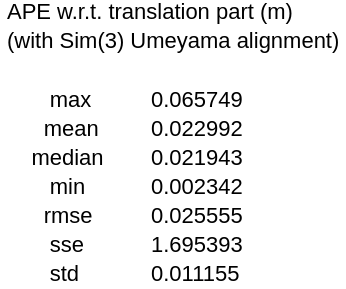 APE w.r.t. translation part (m)
(with Sim(3) Umeyama alignment)
max 0.065749
mean 0.022992
median 0.021943
min 0.002342
rmse 0.025555
sse 1.695393
std 0.011155